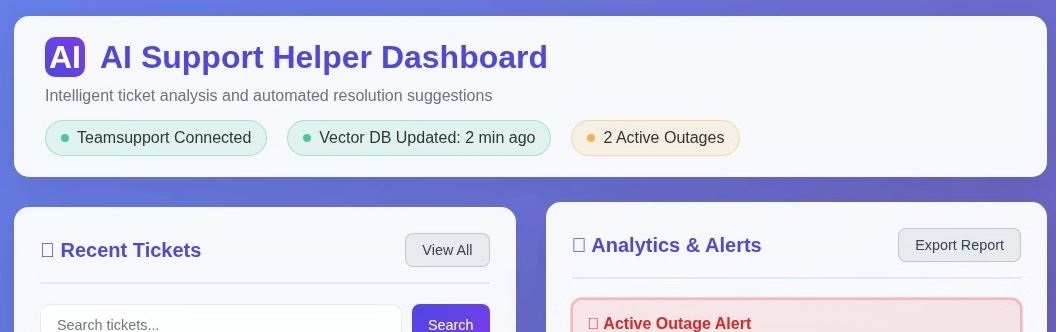 AI AI Support Helper Dashboard
Intelligent ticket analysis and automated resolution suggestions
Teamsupport Connected
Vector DB Updated: 2 min ago
2 Active Outages
Recent Tickets
View All
Search tickets...
Search
Analytics & Alerts
Export Report
Active Outage Alert